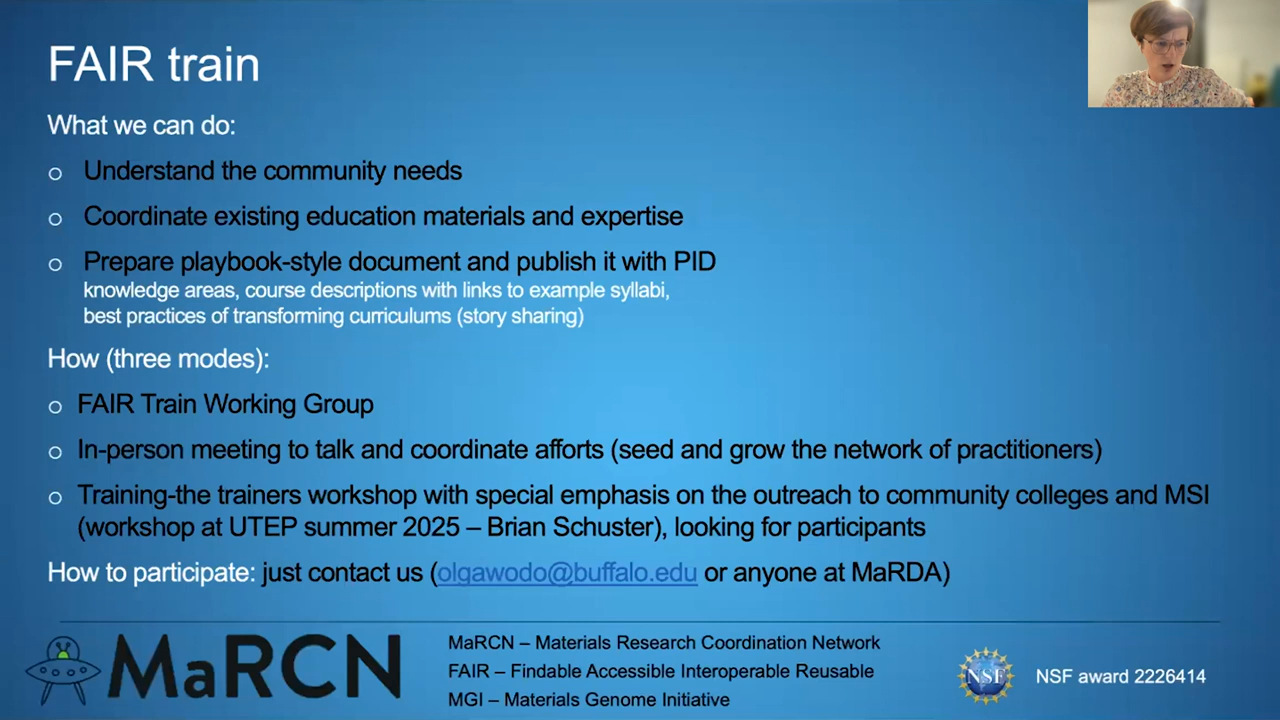 FAIR train
What we can do:
Understand the community needs
Coordinate existing education materials and expertise
Prepare playbook-style document and publish it with PID
knowledge areas, course descriptions with links to example syllabi,
best practices of transforming curriculums (story sharing)
How (three modes):
FAIR Train Working Group
In-person meeting to talk and coordinate afforts (seed and grow the network of practitioners)
Training-the trainers workshop with special emphasis on the outreach to community colleges and MSI
(workshop at UTEP summer 2025 – Brian Schuster), looking for participants
How to participate: just contact us (olgawodo@buffalo.edu or anyone at MaRDA)
MaRCN
MaRCN – Materials Research Coordination Network
FAIR – Findable Accessible Interoperable Reusable
MGI – Materials Genome Initiative
NSF
NSF award 2226414